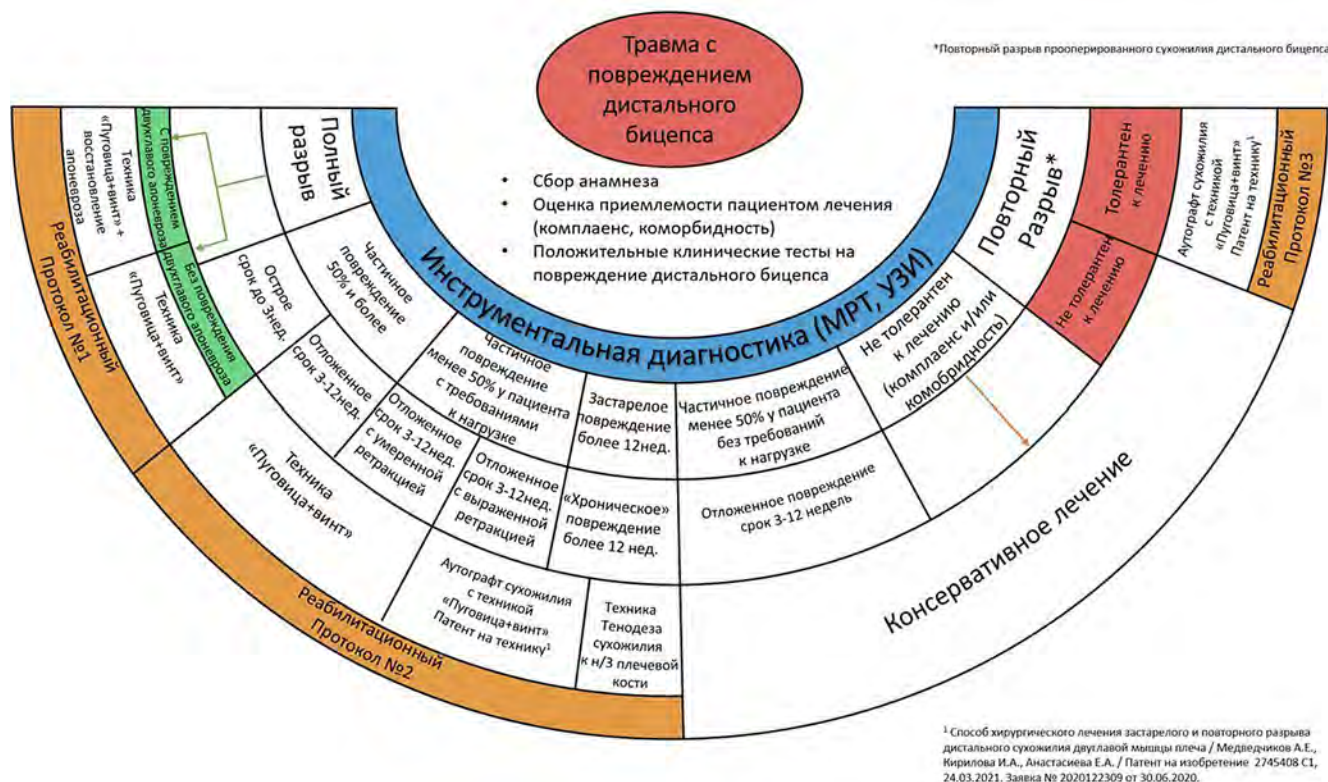 Травма с
повреждением
дистального
бицепса
*Повторный разрыв прооперированного сухожилия дистального бицепса
• Сбор анамнеза
• Оценка приемлемости пациентом лечения
(комплаенс, коморбидность)
• Положительные клинические тесты на
повреждение дистального бицепса
Инструментальная диагностика (МРТ, УЗИ)
Полный
разрыв
Частичное
повреждение
50% и более
Частичное
повреждение
менее 50% у пациента
с требованиями
к нагрузке
Застарелое
повреждение
более 12нед.
Частичное повреждение
менее 50% у пациента
без требований
к нагрузке
Не толерантен
к лечению
(комплаенс и/или
комобридность)
Повторный
Разрыв*
С повреждением
двухглавого апоневроза
Без повреждения
двухглавого апоневроза
Острое
срок до 3нед.
Отложенное
срок 3-12нед.
Отложенное
срок 3-12нед.
с умеренной
ретракцией
Отложенное
срок 3-12нед.
с выраженной
ретракцией
«Хроническое»
повреждение
более 12 нед.
Отложенное повреждение
срок 3-12 недель
Толерантен
к лечению
Не толерантен
к лечению
Техника
«Пуговица+винт» +
восстановление
апоневроза
Техника
«Пуговица+винт»
Техника
«Пуговица+винт»
Аутографт сухожилия
с техникой
«Пуговица+винт»
Патент на технику¹
Техника
Тенодеза
сухожилия
к н/3 плечевой
кости
Консервативное лечение
Аутографт сухожилия
с техникой
«Пуговица+винт»
Патент на технику¹
Реабилитационный
Протокол №1
Реабилитационный
Протокол №2
Реабилитационный
Протокол №3
¹ Способ хирургического лечения застарелого и повторного разрыва
дистального сухожилия двуглавой мышцы плеча / Медведчиков А.Е.,
Кирилова И.А., Анастасиева Е.А. / Патент на изобретение 2745408 C1,
24.03.2021. Заявка № 2020122309 от 30.06.2020.